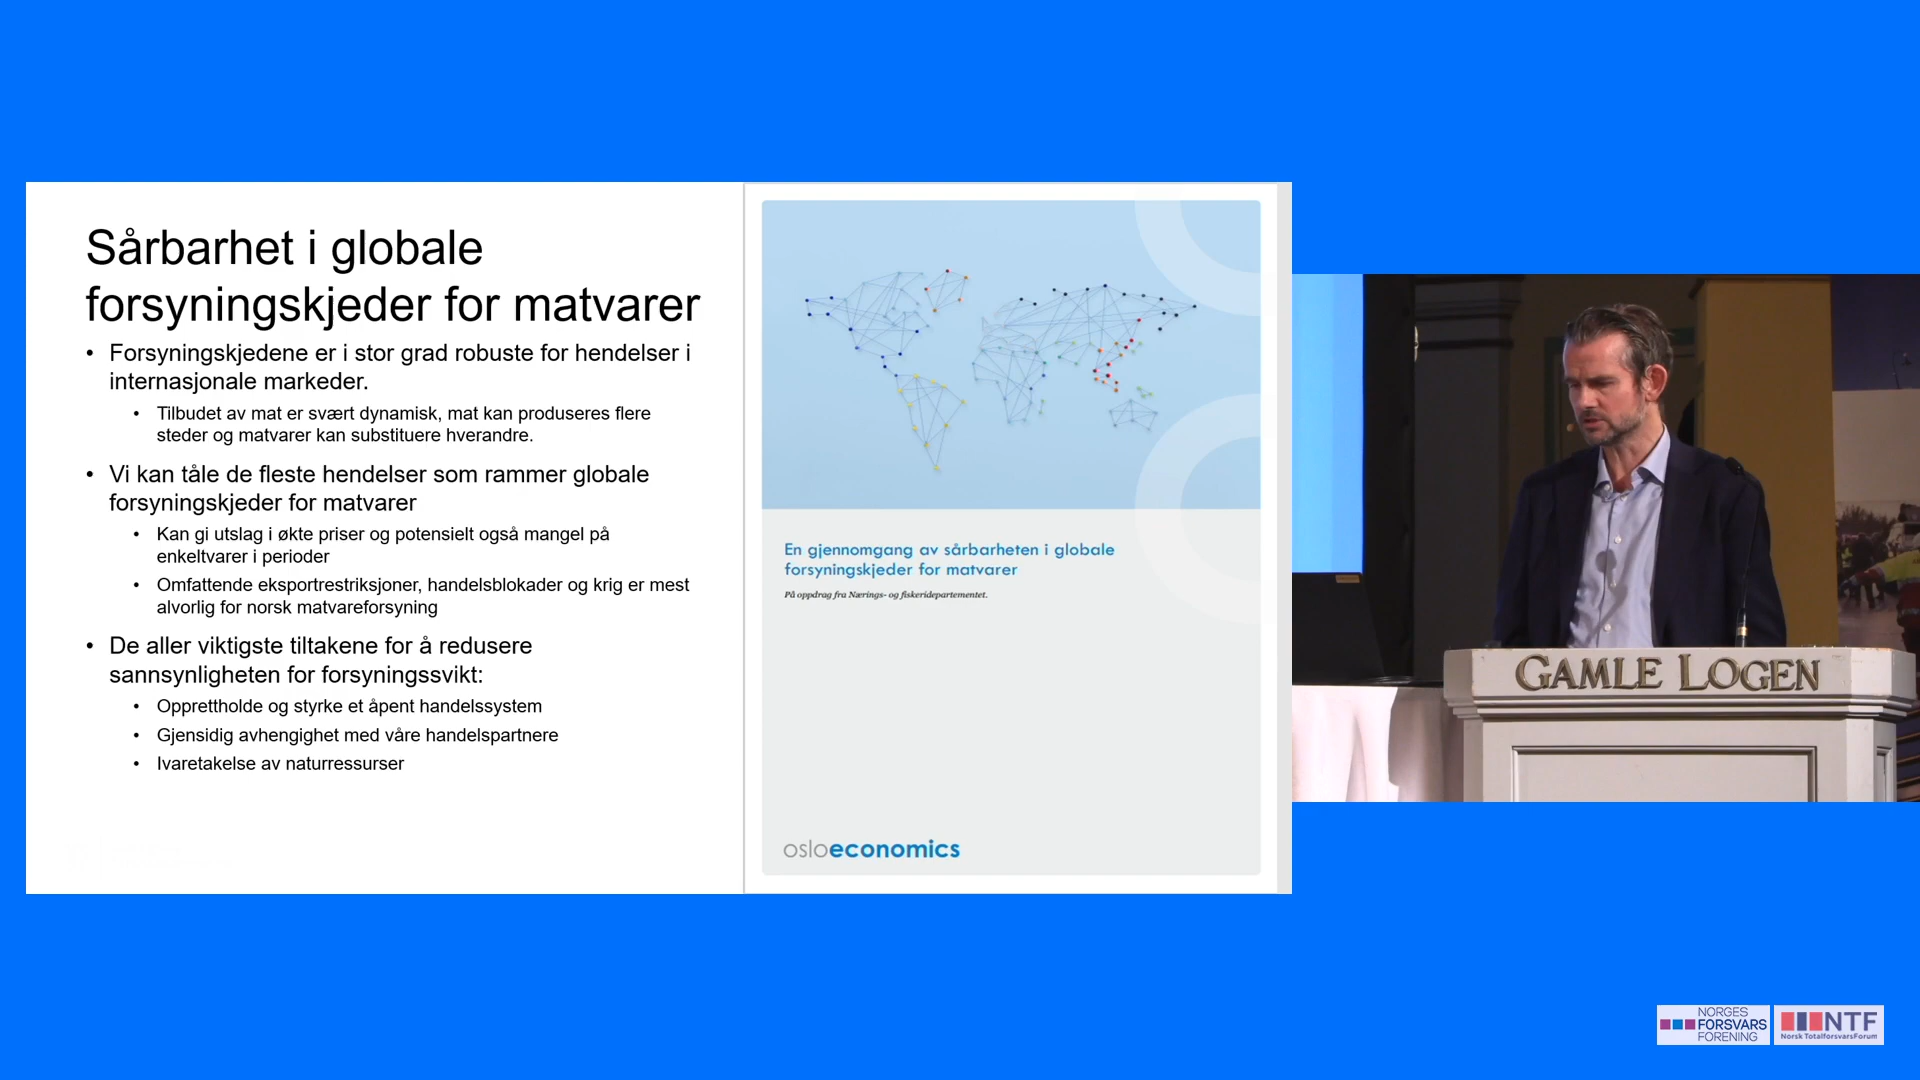 Sårbarhet i globale
forsyningskjeder for matvarer
• Forsyningskjedene er i stor grad robuste for hendelser i
internasjonale markeder.
• Tilbudet av mat er svært dynamisk, mat kan produseres flere
steder og matvarer kan substituere hverandre.
• Vi kan tåle de fleste hendelser som rammer globale
forsyningskjeder for matvarer
• Kan gi utslag i økte priser og potensielt også mangel på
enkeltvarer i perioder
• Omfattende eksportrestriksjoner, handelsblokader og krig er mest
alvorlig for norsk matvareforsyning
• De aller viktigste tiltakene for å redusere
sannsynligheten for forsyningssvikt:
• Opprettholde og styrke et åpent handelssystem
• Gjensidig avhengighet med våre handelspartnere
• Ivaretakelse av naturressurser
En gjennomgang av sårbarheten i globale
forsyningskjeder for matvarer
På oppdrag fra Nærings- og fiskeridepartementet.
osloeconomics
GAMLE LOGEN
NORGES
FORSVARS
FORENING
NTF
Norsk TotalforsvarsForum